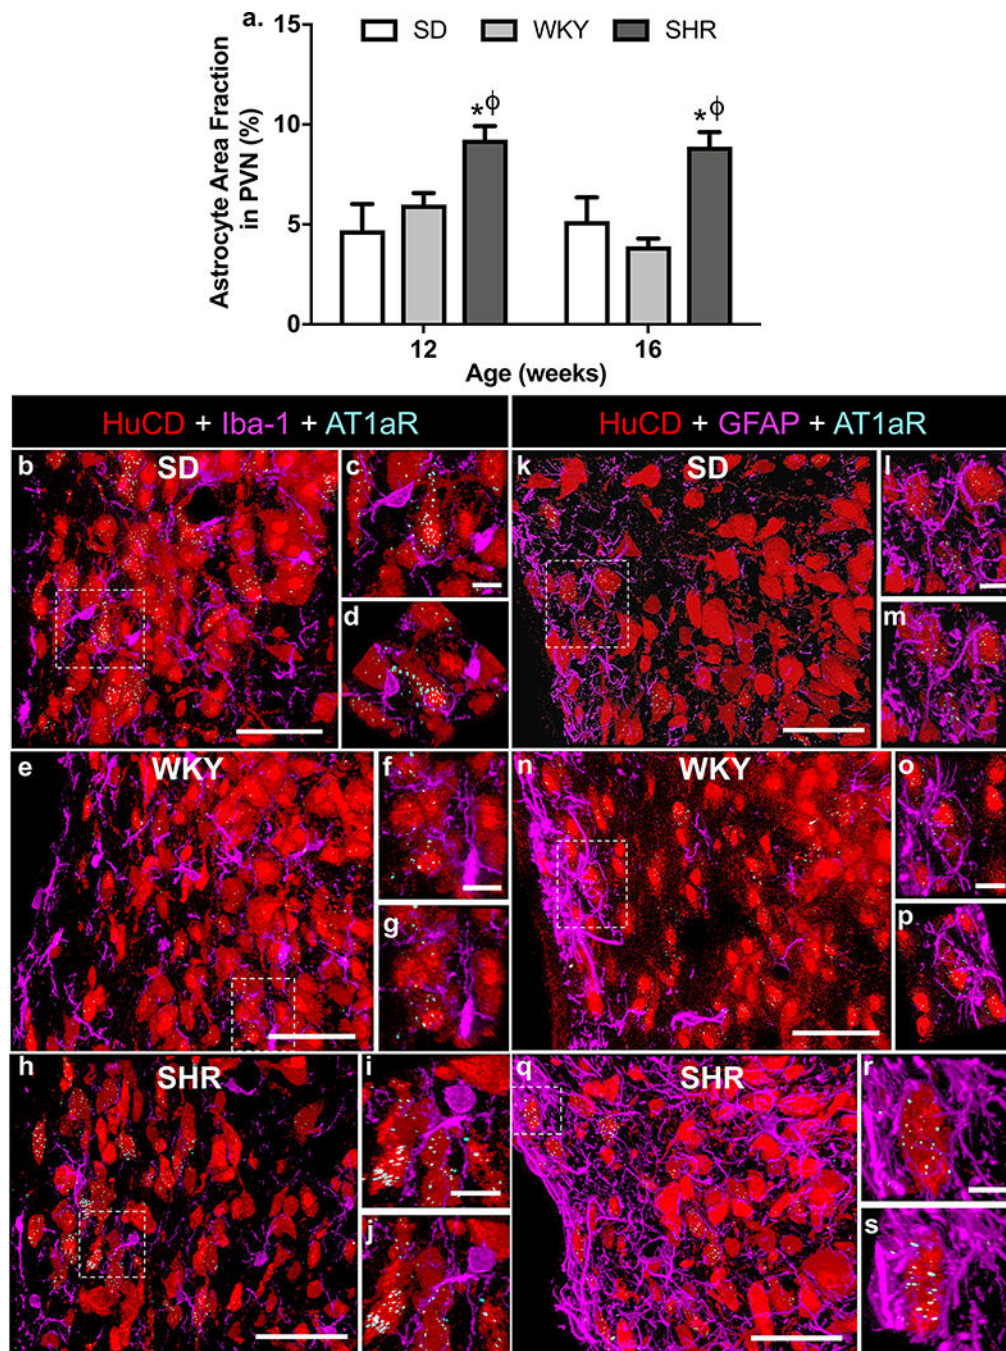 a.
SD WKY SHR
Astrocyte Area Fraction
in PVN (%)
15
10
5
0
*ϕ
*ϕ
12 16
Age (weeks)
HuCD + Iba-1 + AT1aR
HuCD + GFAP + AT1aR
b SD c
d
k SD l
m
e WKY f
g
n WKY o
p
h SHR i
j
q SHR r
s